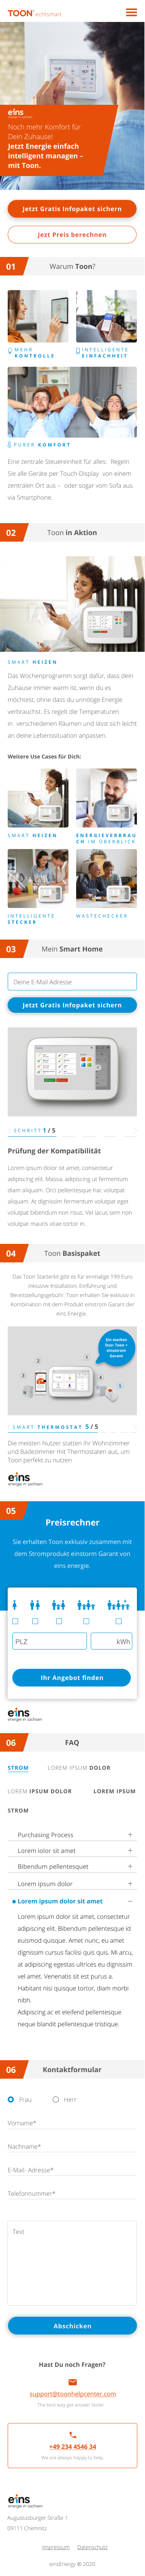 TOON echtsmart
eins
energie in sachsen
Noch mehr Komfort für
Dein Zuhause!
Jetzt Energie einfach
intelligent managen –
mit Toon.
Jetzt Gratis Infopaket sichern
Jezt Preis berechnen
01 Warum Toon?
MEHR
KONTROLLE
INTELLIGENTE
EINFACHHEIT
PURER KOMFORT
Eine zentrale Steuereinheit für alles: Regeln
Sie alle Geräte per Touch-Display von einem
zentralen Ort aus – oder sogar vom Sofa aus
via Smartphone.
02 Toon in Aktion
SMART HEIZEN
Das Wochenprogramm sorgt dafür, dass dein
Zuhause immer warm ist, wenn du es
möchtest, ohne dass du unnötige Energie
verbrauchst. Es regelt die Temperaturen
in verschiedenen Räumen und lässt sich leicht
an deine Lebenssituation anpassen.
Weitere Use Cases für Dich:
SMART HEIZEN
ENERGIEVERBRAU
CH IM ÜBERBLICK
INTELLIGENTE
STECKER
WASTECHECKER
03 Mein Smart Home
Deine E-Mail Adresse
Jetzt Gratis Infopaket sichern
SCHRITT 1 / 5
Prüfung der Kompatibilität
Lorem ipsum dolor sit amet, consectetur
adipiscing elit. Massa, adipiscing ut fermentum
diam aliquam. Orci pellentesque hac volutpat
aliquam. At dignissim fermentum volutpat eget
volutpat bibendum non risus. Vel lacus sem non
volutpat mauris vitae tortor in.
04 Toon Basispaket
Das Toon Starterkit gibt es für einmalige 199 Euro
inklusive Installation, Einführung und
Bereitstellungsgebühr. Toon erhalten Sie exklusiv in
Kombination mit dem Produkt einstrom Garant der
eins Energie.
Ein starkes
Duo: Toon +
einsstrom
Garant
SMART THERMOSTAT 5 / 5
Die meisten Nutzer statten ihr Wohnzimmer
und Badezimmer mit Thermostaten aus, um
Toon perfekt zu nutzen
eins
energie in sachsen
05
Preisrechner
Sie erhalten Toon exklusiv zusammen mit
dem Stromprodukt einstorm Garant von
eins energie.
PLZ
kWh
Ihr Angebot finden
eins
energie in sachsen
06 FAQ
STROM LOREM IPSUM DOLOR
LOREM IPSUM DOLOR LOREM IPSUM
STROM
Purchasing Process
Lorem iolor sit amet
Bibendum pellentesquet
Lorem ipsum door
Lorem ipsum dolor sit amet
Lorem ipsum dolor sit amet, consectetur
adipiscing elit. Bibendum pellentesque id
euismod quisque. Amet nunc, eu amet
dignissim cursus facilisi quis quis. Mi arcu,
at adipiscing egestas ultrices eu dignissim
vel amet. Venenatis sit est purus a.
Habitant nisi quisque tortor, diam morbi
nibh.
Adipiscing ac et eleifend pellentesque
neque blandit pellentesque tristique.
06 Kontaktformular
Frau Herr
Vorname*
Nachname*
E-Mail- Adresse*
Telefonnummer*
Text
Abschicken
Hast Du noch Fragen?
support@toonhelpcenter.com
The best way get answer faster
+49 234 4546 34
We are always happy to help
eins
energie in sachsen
Augustusburger Straße 1
09111 Chemnitz
Impressum Datenschutz
einsEnergy ® 2020